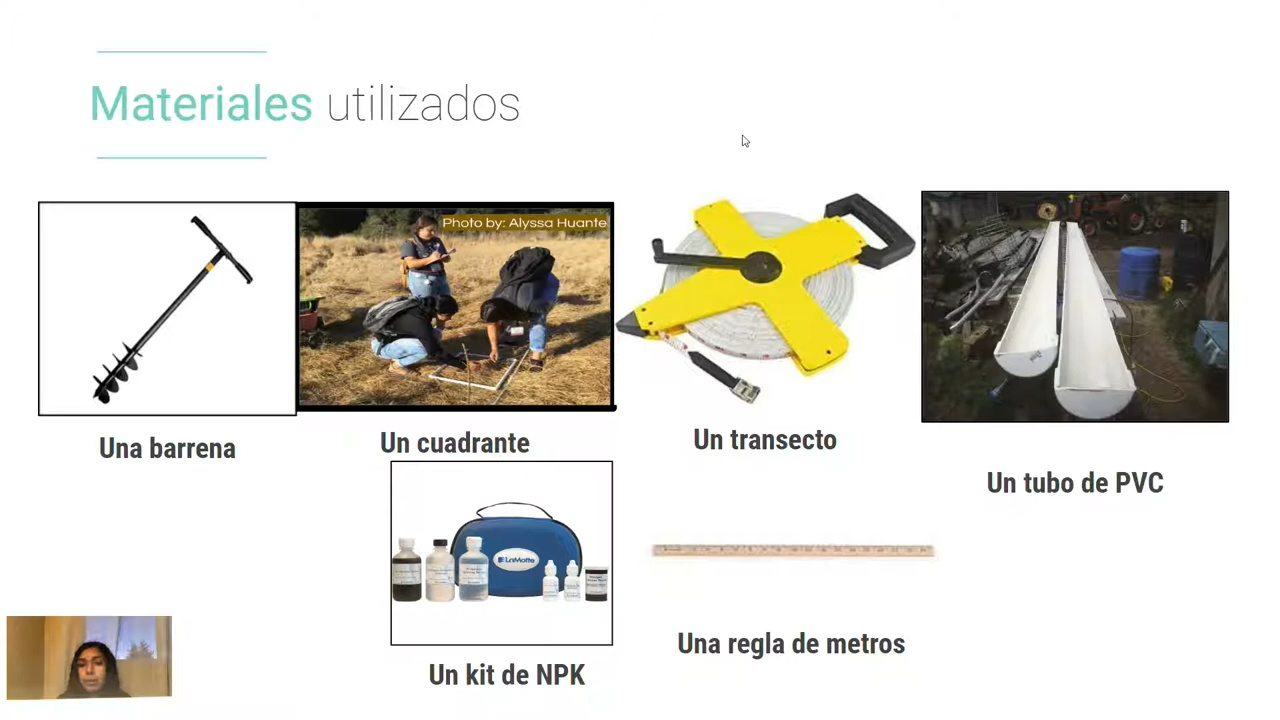 Materiales utilizados
Photo by: Alyssa Huante
Una barrena
Un cuadrante
Un transecto
Un tubo de PVC
LaMotte
Un kit de NPK
Una regla de metros